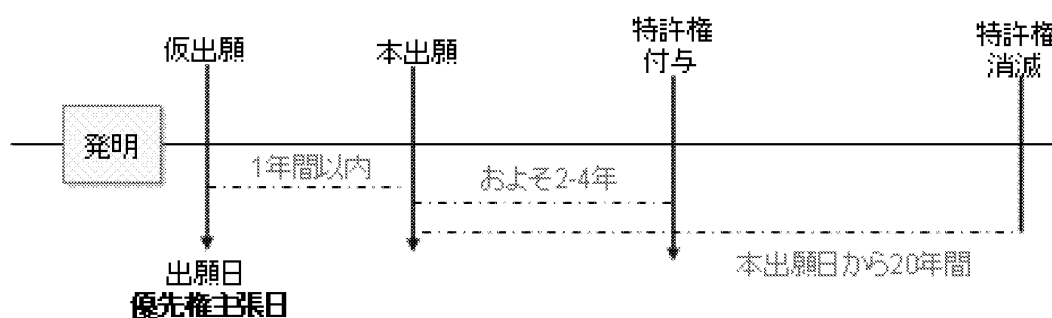 仮出願
本出願
特許権
付与
特許権
消滅
発明
1年間以内
およそ2-4年
本出願日から20年間
出願日
優先権主張日